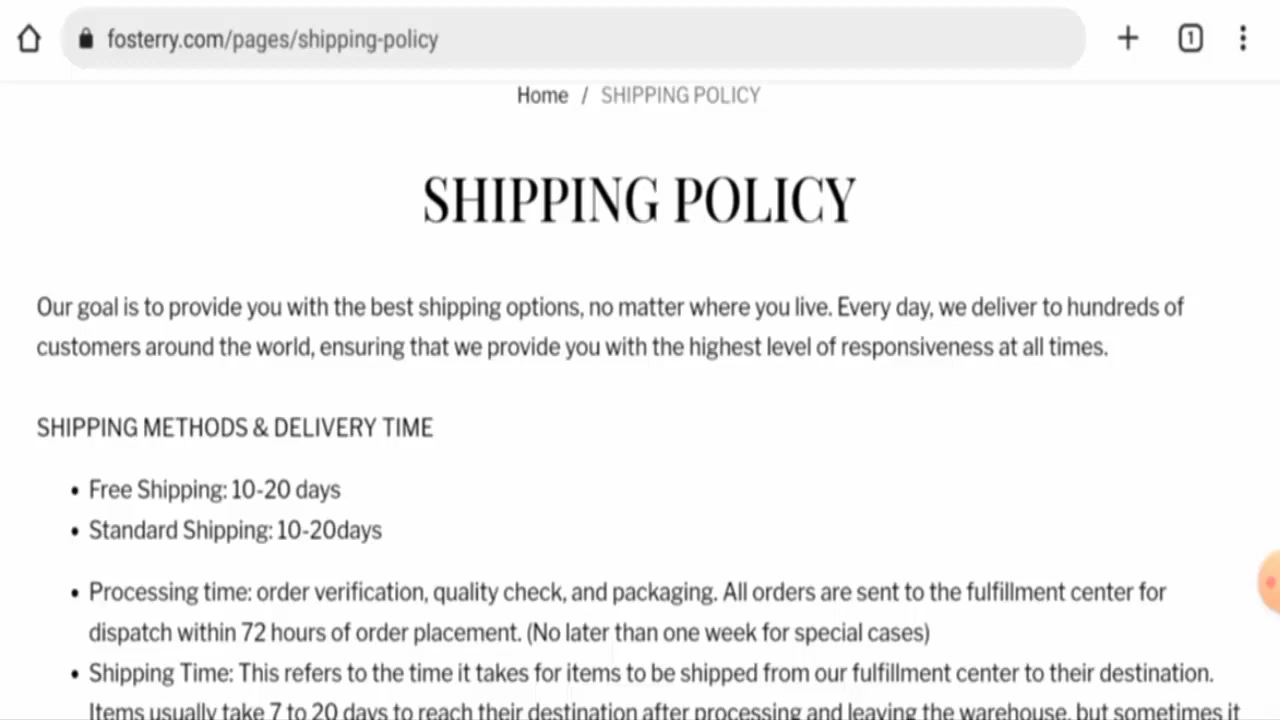 fosterry.com/pages/shipping-policy
1
Home / SHIPPING POLICY
SHIPPING POLICY
Our goal is to provide you with the best shipping options, no matter where you live. Every day, we deliver to hundreds of
customers around the world, ensuring that we provide you with the highest level of responsiveness at all times.
SHIPPING METHODS & DELIVERY TIME
• Free Shipping: 10-20 days
• Standard Shipping: 10-20days
• Processing time: order verification, quality check, and packaging. All orders are sent to the fulfillment center for
dispatch within 72 hours of order placement. (No later than one week for special cases)
• Shipping Time: This refers to the time it takes for items to be shipped from our fulfillment center to their destination.
Items usually take 7 to 20 days to reach their destination after processing and leaving the warehouse, but sometimes it